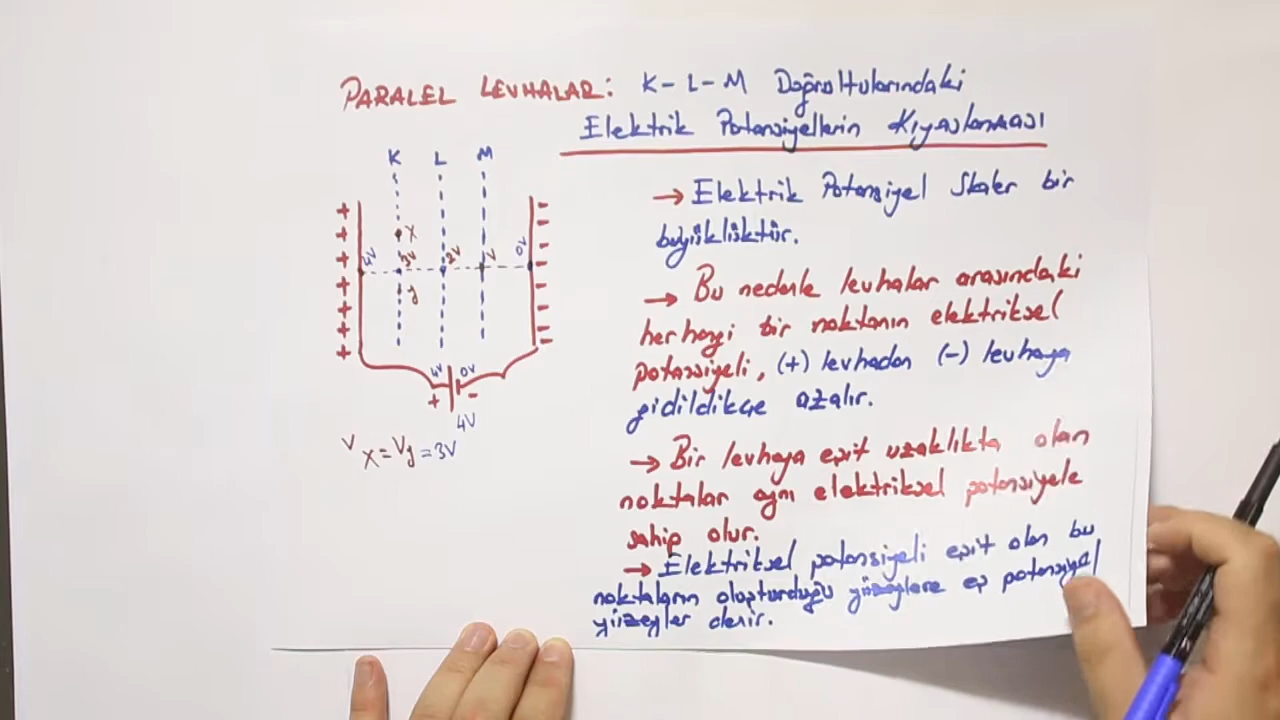 PARALEL LEVHALAR: K-L-M Doğrultularındaki
Elektrik Potansiyellerin Kıyaslanması
K L M
→ Elektrik Potansiyel Skaler bir
büyüklüktür.
→ Bu nedenle levhalar arasındaki
herhangi bir noktanın elektriksel
potansiyeli, (+) levhadan (-) levhaya
gidildikçe azalır.
→ Bir levhaya eşit uzaklıkta olan
noktalar aynı elektriksel potansiyele
sahip olur.
→ Elektriksel potansiyeli eşit olan bu
noktaların oluşturduğu yüzeylere eş potansiyel
yüzeyler denir.
+ x -
4V 3V 2V V 0V
y
4V 0V
+ -
4V
Vx = Vy = 3V